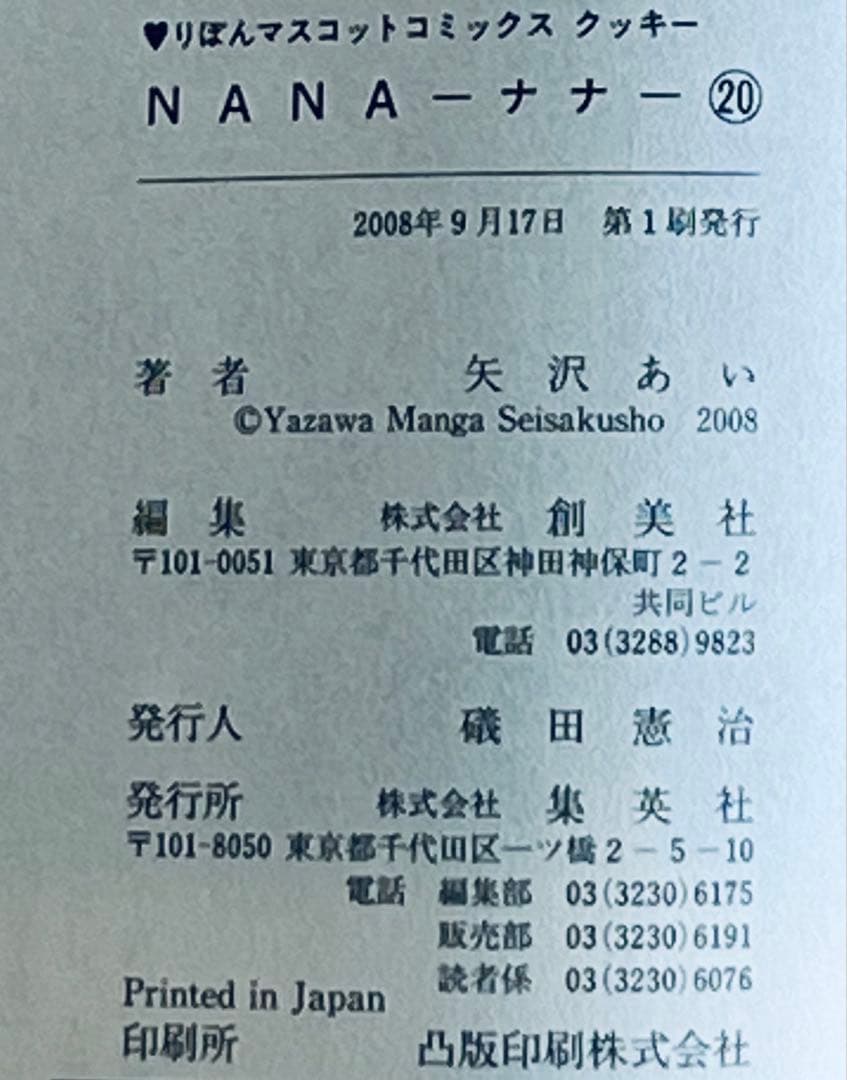 ♥りぼんマスコットコミックス クッキー
NANA―ナナ― ⑳
2008年9月17日 第1刷発行
著者 矢沢あい
©Yazawa Manga Seisakusho 2008
編集 株式会社 創美社
〒101-0051 東京都千代田区神田神保町2－2
共同ビル
電話 03(3288)9823
発行人 礒田憲治
発行所 株式会社 集英社
〒101-8050 東京都千代田区一ツ橋2－5－10
電話 編集部 03(3230)6175
販売部 03(3230)6191
読者係 03(3230)6076
Printed in Japan
印刷所 凸版印刷株式会社